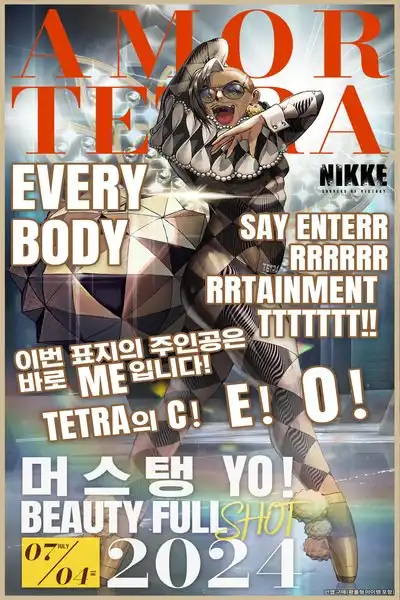 AMOR
TETRA
NIKKE
EVERY
BODY
SAY ENTERR
RRRRRR
RRTAINMENT
TTTTTTT!!
이번 표지의 주인공은
바로 ME입니다!
TETRA의 C! E! O!
머스탱 YO!
BEAUTY FULL SHOT
07/04
JULY
2024